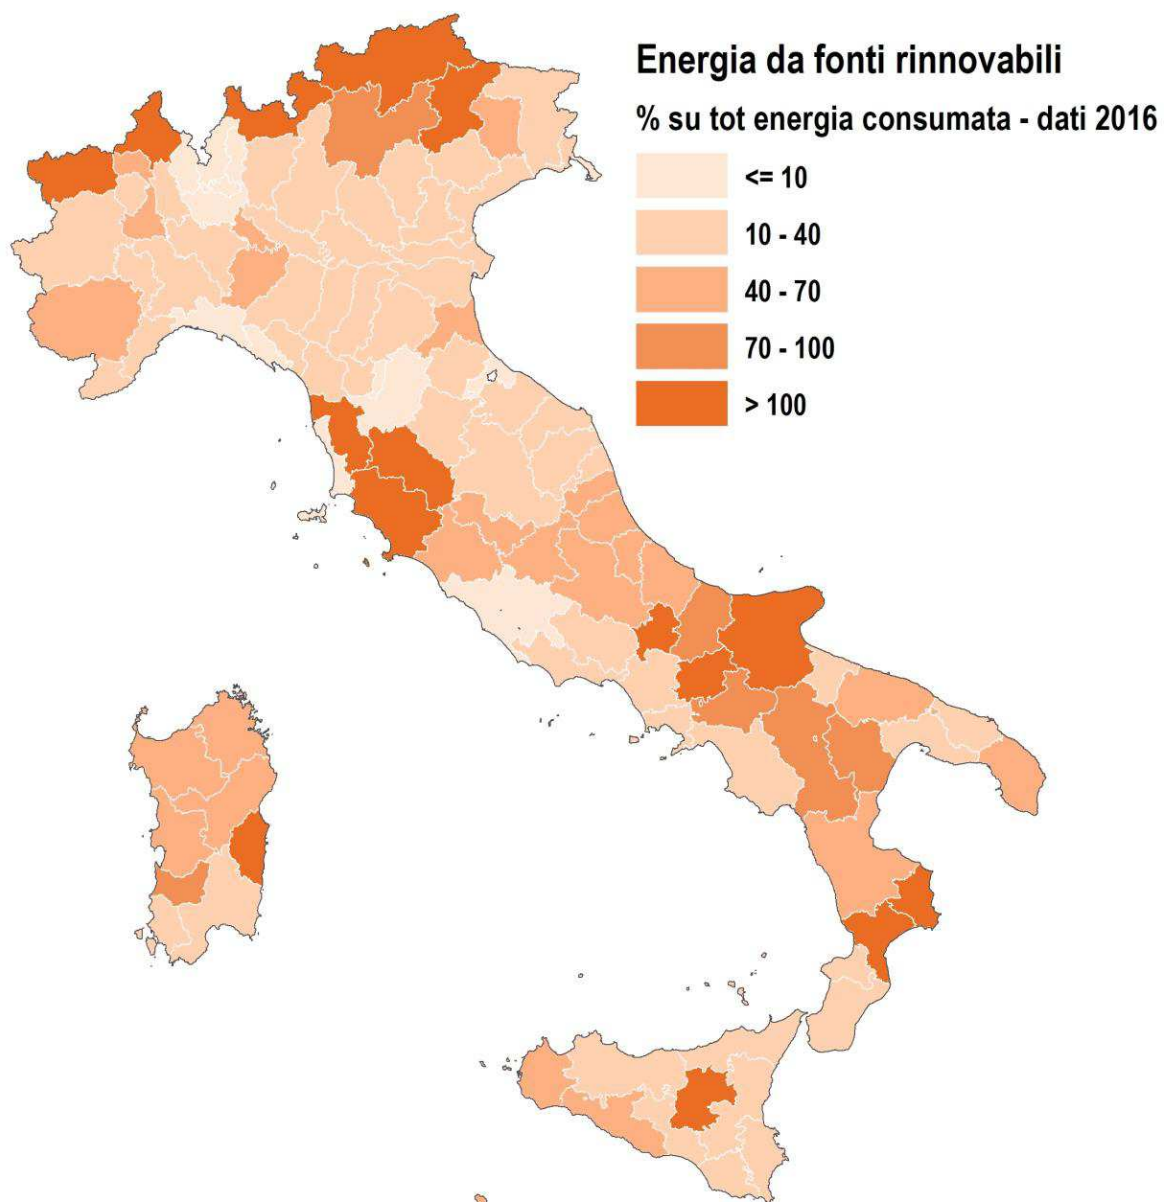 Energia da fonti rinnovabili
% su tot energia consumata - dati 2016
<= 10
10 - 40
40 - 70
70 - 100
> 100